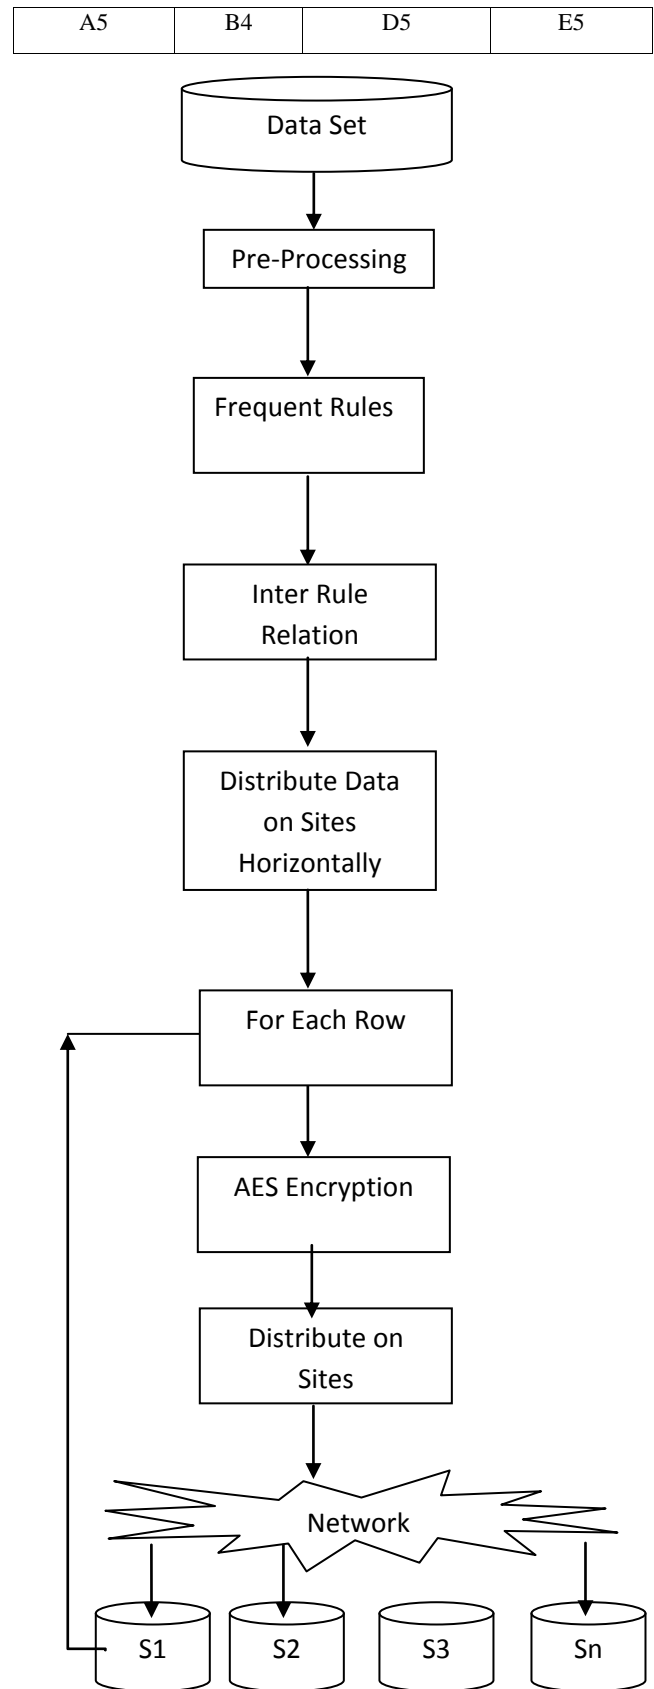 A5 B4 D5 E5
Data Set
Pre-Processing
Frequent Rules
Inter Rule
Relation
Distribute Data
on Sites
Horizontally
For Each Row
AES Encryption
Distribute on
Sites
Network
S1 S2 S3 Sn